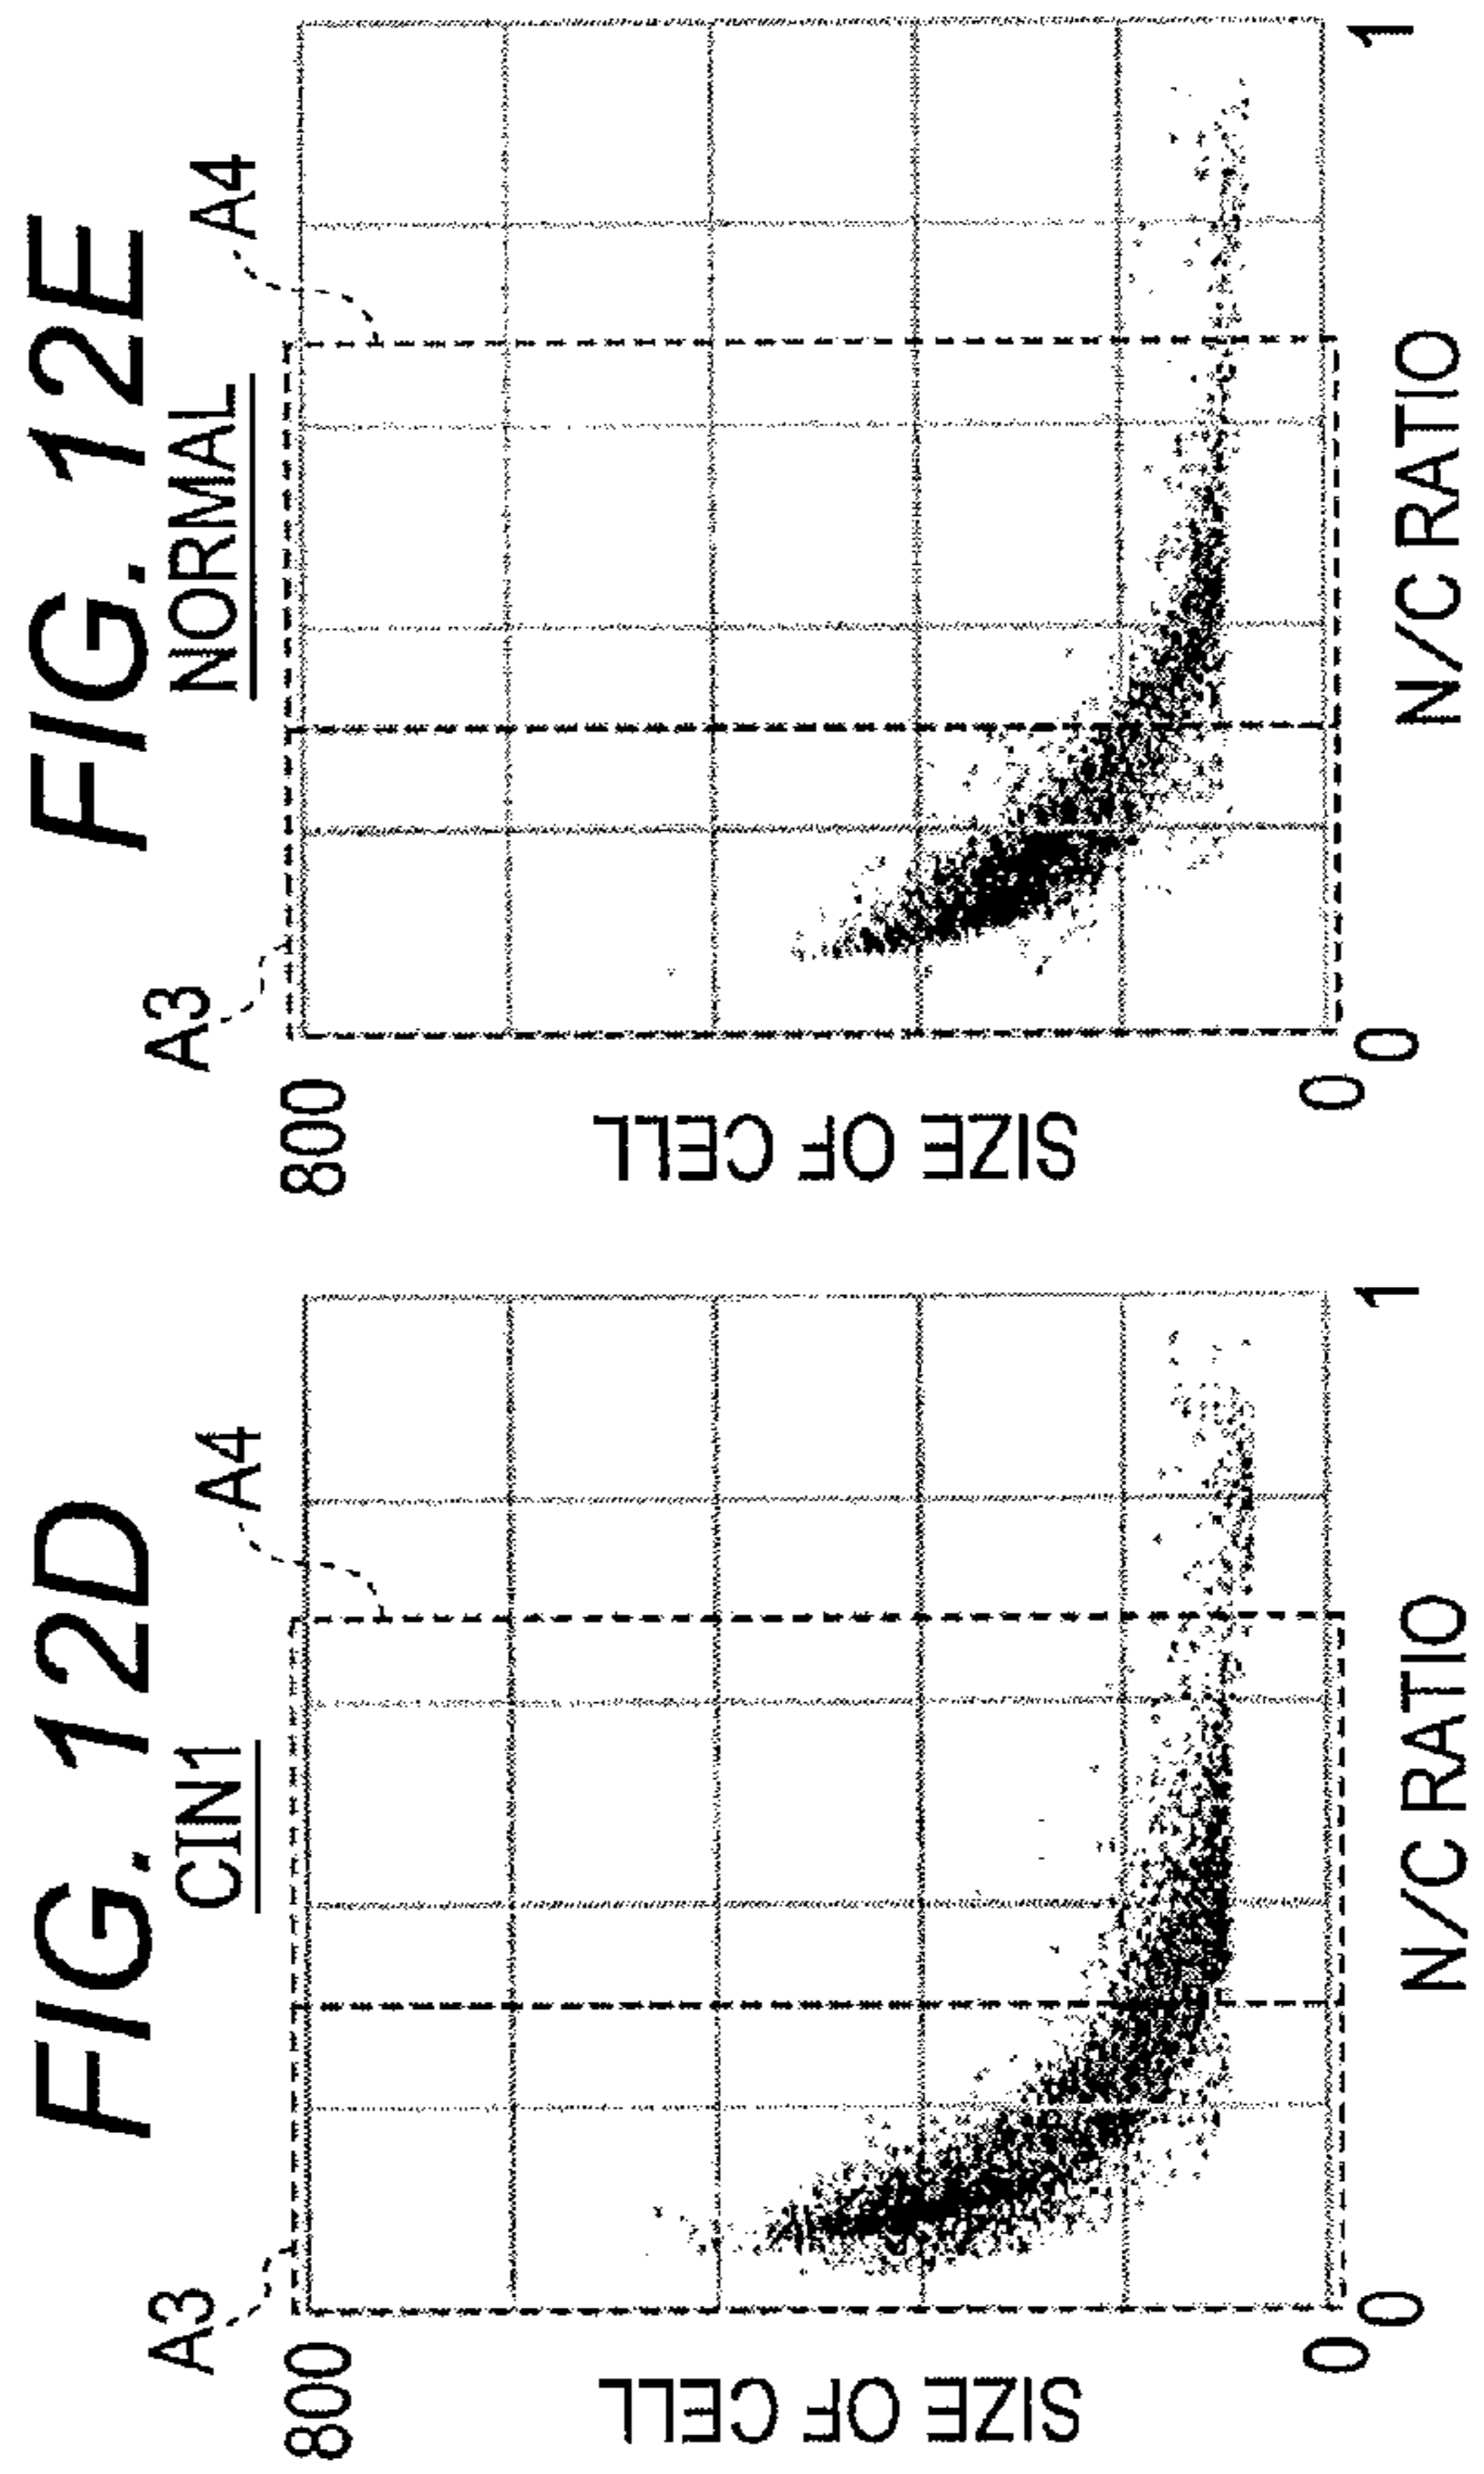 FIG. 12D
CIN1
A3
A4
800
SIZE OF CELL
0
0
1
N/C RATIO
FIG. 12E
NORMAL
A3
A4
800
SIZE OF CELL
0
0
1
N/C RATIO